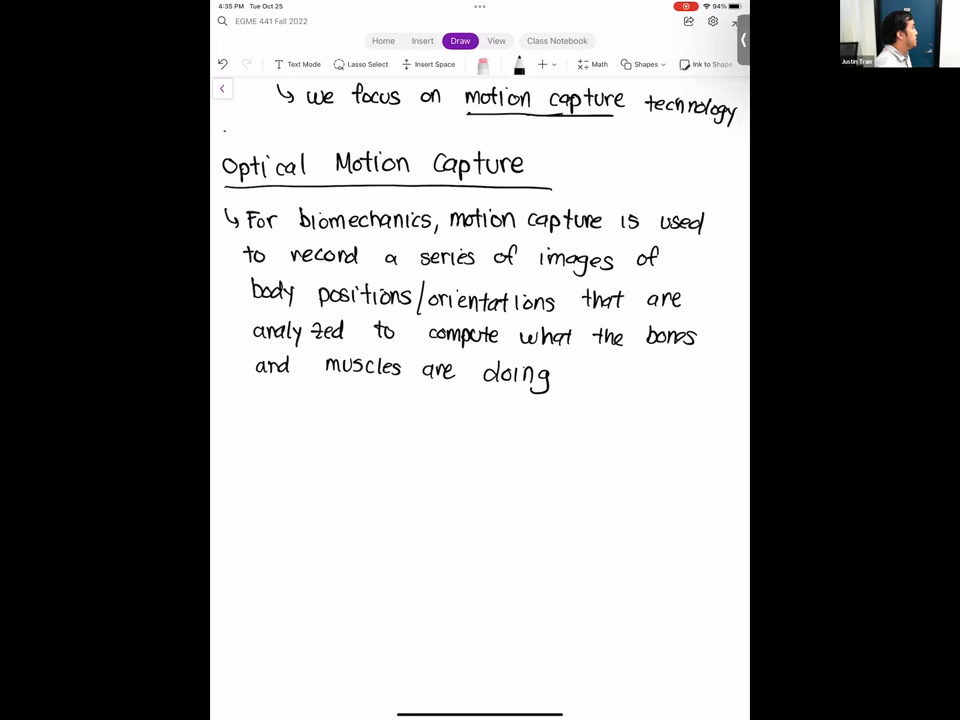 4:35 PM Tue Oct 25
94%
EGME 441 Fall 2022
Home Insert Draw View Class Notebook
Text Mode Lasso Select Insert Space Math Shapes Ink to Shape
↳ we focus on motion capture technology
Optical Motion Capture
↳ For biomechanics, motion capture is used
to record a series of images of
body positions/orientations that are
analyzed to compute what the bones
and muscles are doing
Justin Tran